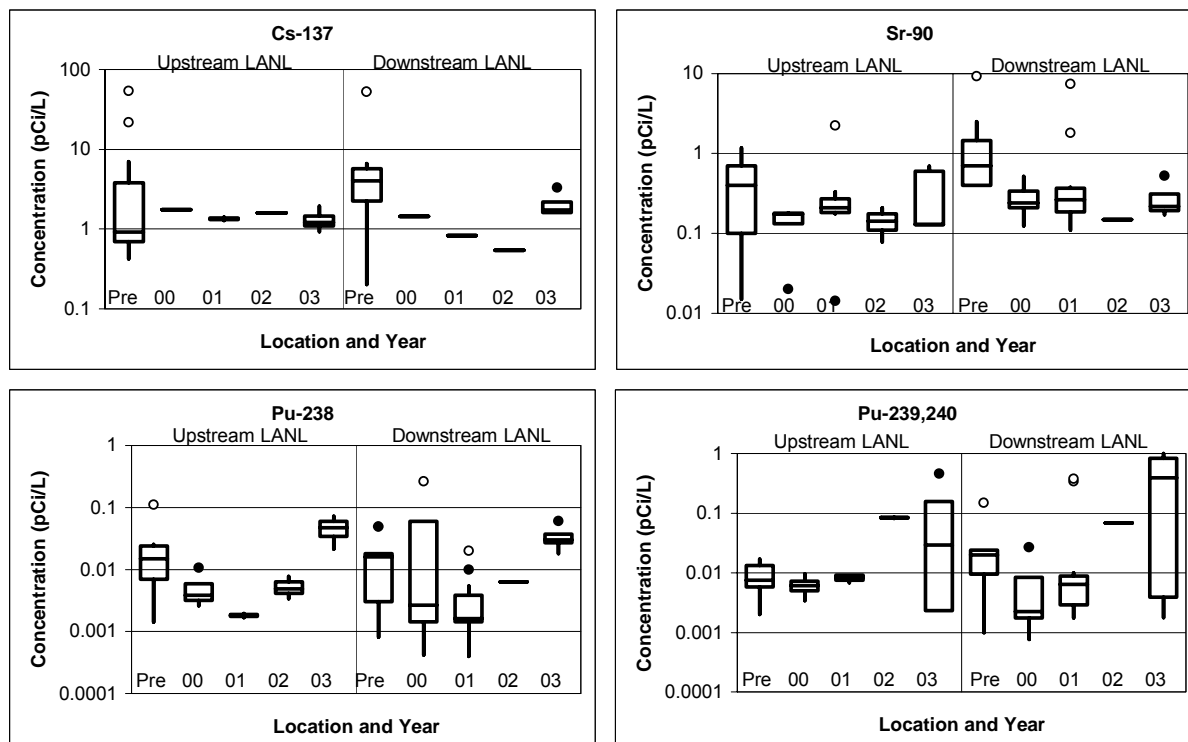 Cs-137
Upstream LANL Downstream LANL
Concentration (pCi/L)
100
10
1
0.1
Pre 00 01 02 03 Pre 00 01 02 03
Location and Year
Sr-90
Upstream LANL Downstream LANL
Concentration (pCi/L)
10
1
0.1
0.01
Pre 00 01 02 03 Pre 00 01 02 03
Location and Year
Pu-238
Upstream LANL Downstream LANL
Concentration (pCi/L)
1
0.1
0.01
0.001
0.0001
Pre 00 01 02 03 Pre 00 01 02 03
Location and Year
Pu-239,240
Upstream LANL Downstream LANL
Concentration (pCi/L)
1
0.1
0.01
0.001
0.0001
Pre 00 01 02 03 Pre 00 01 02 03
Location and Year